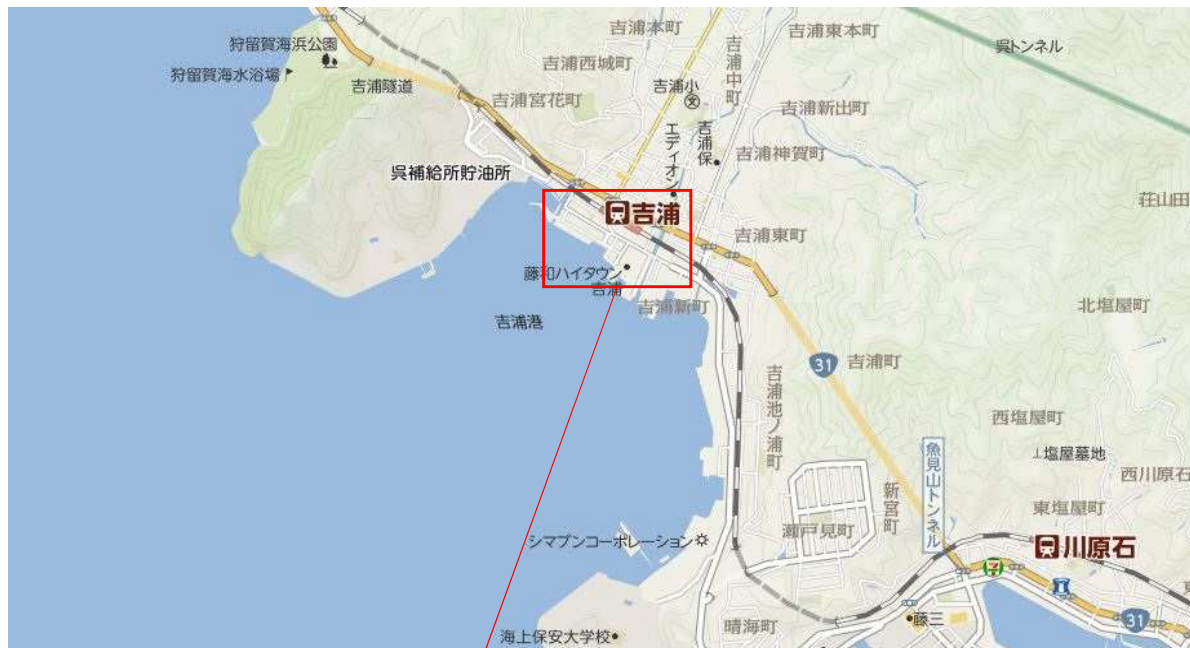 吉浦本町
吉浦東本町
狩留賀海浜公園
呉トンネル
吉浦中町
吉浦西城町
狩留賀海水浴場
吉浦隧道
吉浦小
文
吉浦宮花町
吉浦新出町
エディオン
吉浦保
吉浦神賀町
呉補給所貯油所
荘山田
吉浦
吉浦東町
藤和ハイタウン
吉浦
吉浦新町
北塩屋町
吉浦港
31
吉浦町
吉浦池ノ浦町
西塩屋町
魚見山トンネル
塩屋墓地
西川原石
新宮町
東塩屋町
瀬戸見町
シマブンコーポレーション
川原石
7
藤三
31
晴海町
海上保安大学校